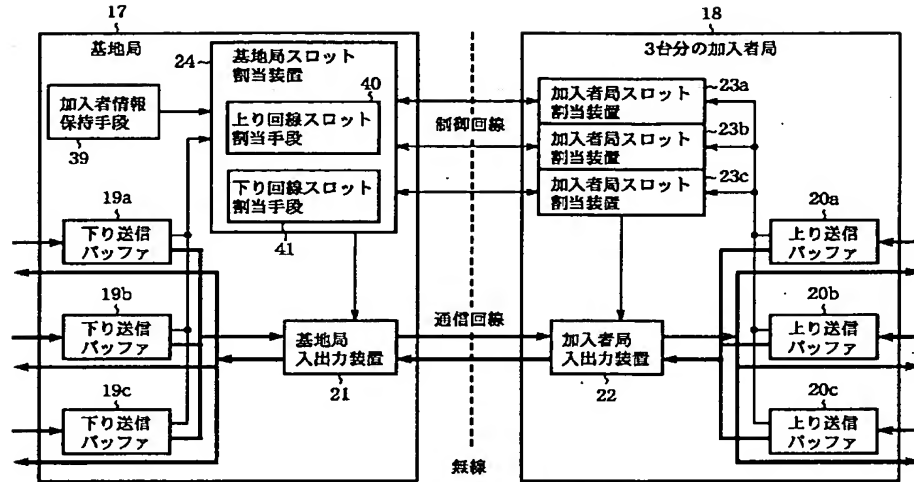 17
基地局
24
基地局スロット
割当装置
40
上り回線スロット
割当手段
下り回線スロット
割当手段
41
加入者情報
保持手段
39
19a
下り送信
バッファ
19b
下り送信
バッファ
19c
下り送信
バッファ
基地局
入出力装置
21
制御回線
通信回線
無線
18
3台分の加入者局
23a
加入者局スロット
割当装置
23b
加入者局スロット
割当装置
23c
加入者局スロット
割当装置
加入者局
入出力装置
22
20a
上り送信
バッファ
20b
上り送信
バッファ
20c
上り送信
バッファ